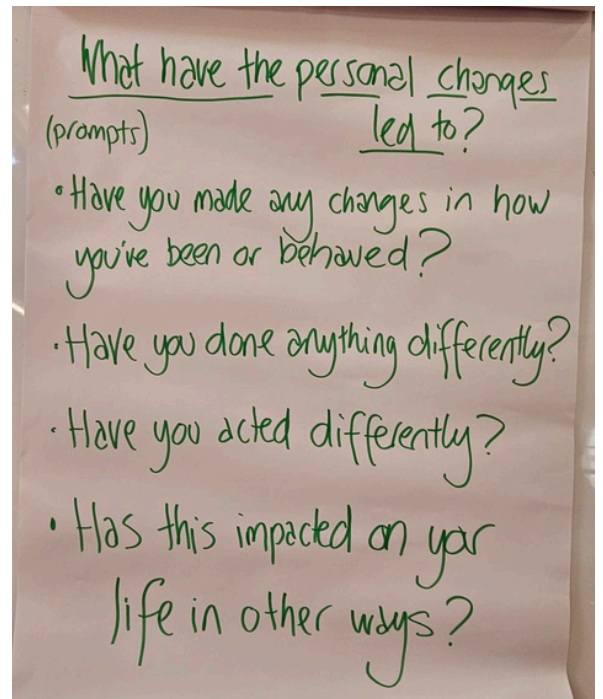 What have the personal changes
(prompts) led to?
• Have you made any changes in how
you've been or behaved?
• Have you done anything differently?
• Have you acted differently?
• Has this impacted on your
life in other ways?